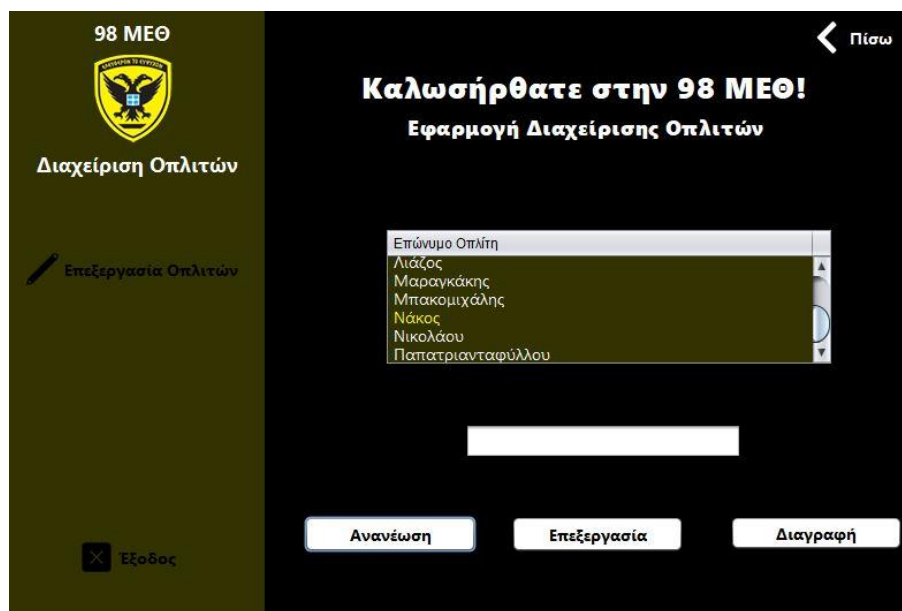 98 ΜΕΘ
Διαχείριση Οπλιτών
Επεξεργασία Οπλιτών
Έξοδος
Πίσω
Καλωσήρθατε στην 98 ΜΕΘ!
Εφαρμογή Διαχείρισης Οπλιτών
Επώνυμο Οπλίτη
Λιάζος
Μαραγκάκης
Μπακομιχάλης
Νάκος
Νικολάου
Παπατριανταφύλλου
Ανανέωση
Επεξεργασία
Διαγραφή